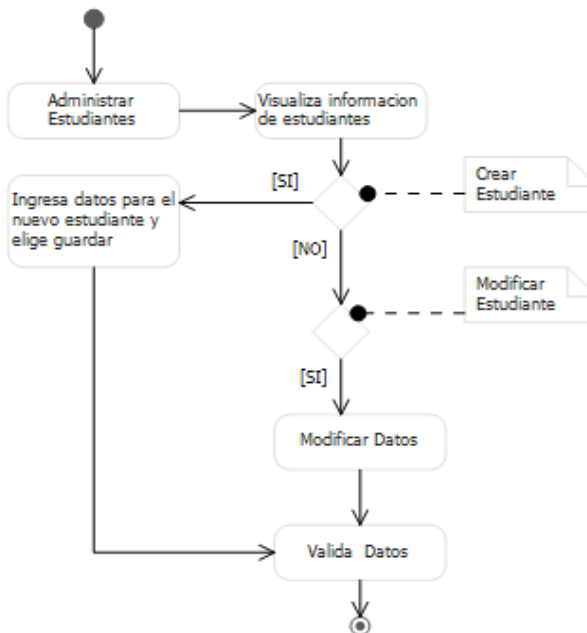 Administrar
Estudiantes
Visualiza informacion
de estudiantes
[SI]
Crear
Estudiante
Ingresa datos para el
nuevo estudiante y
elige guardar
[NO]
Modificar
Estudiante
[SI]
Modificar Datos
Valida Datos